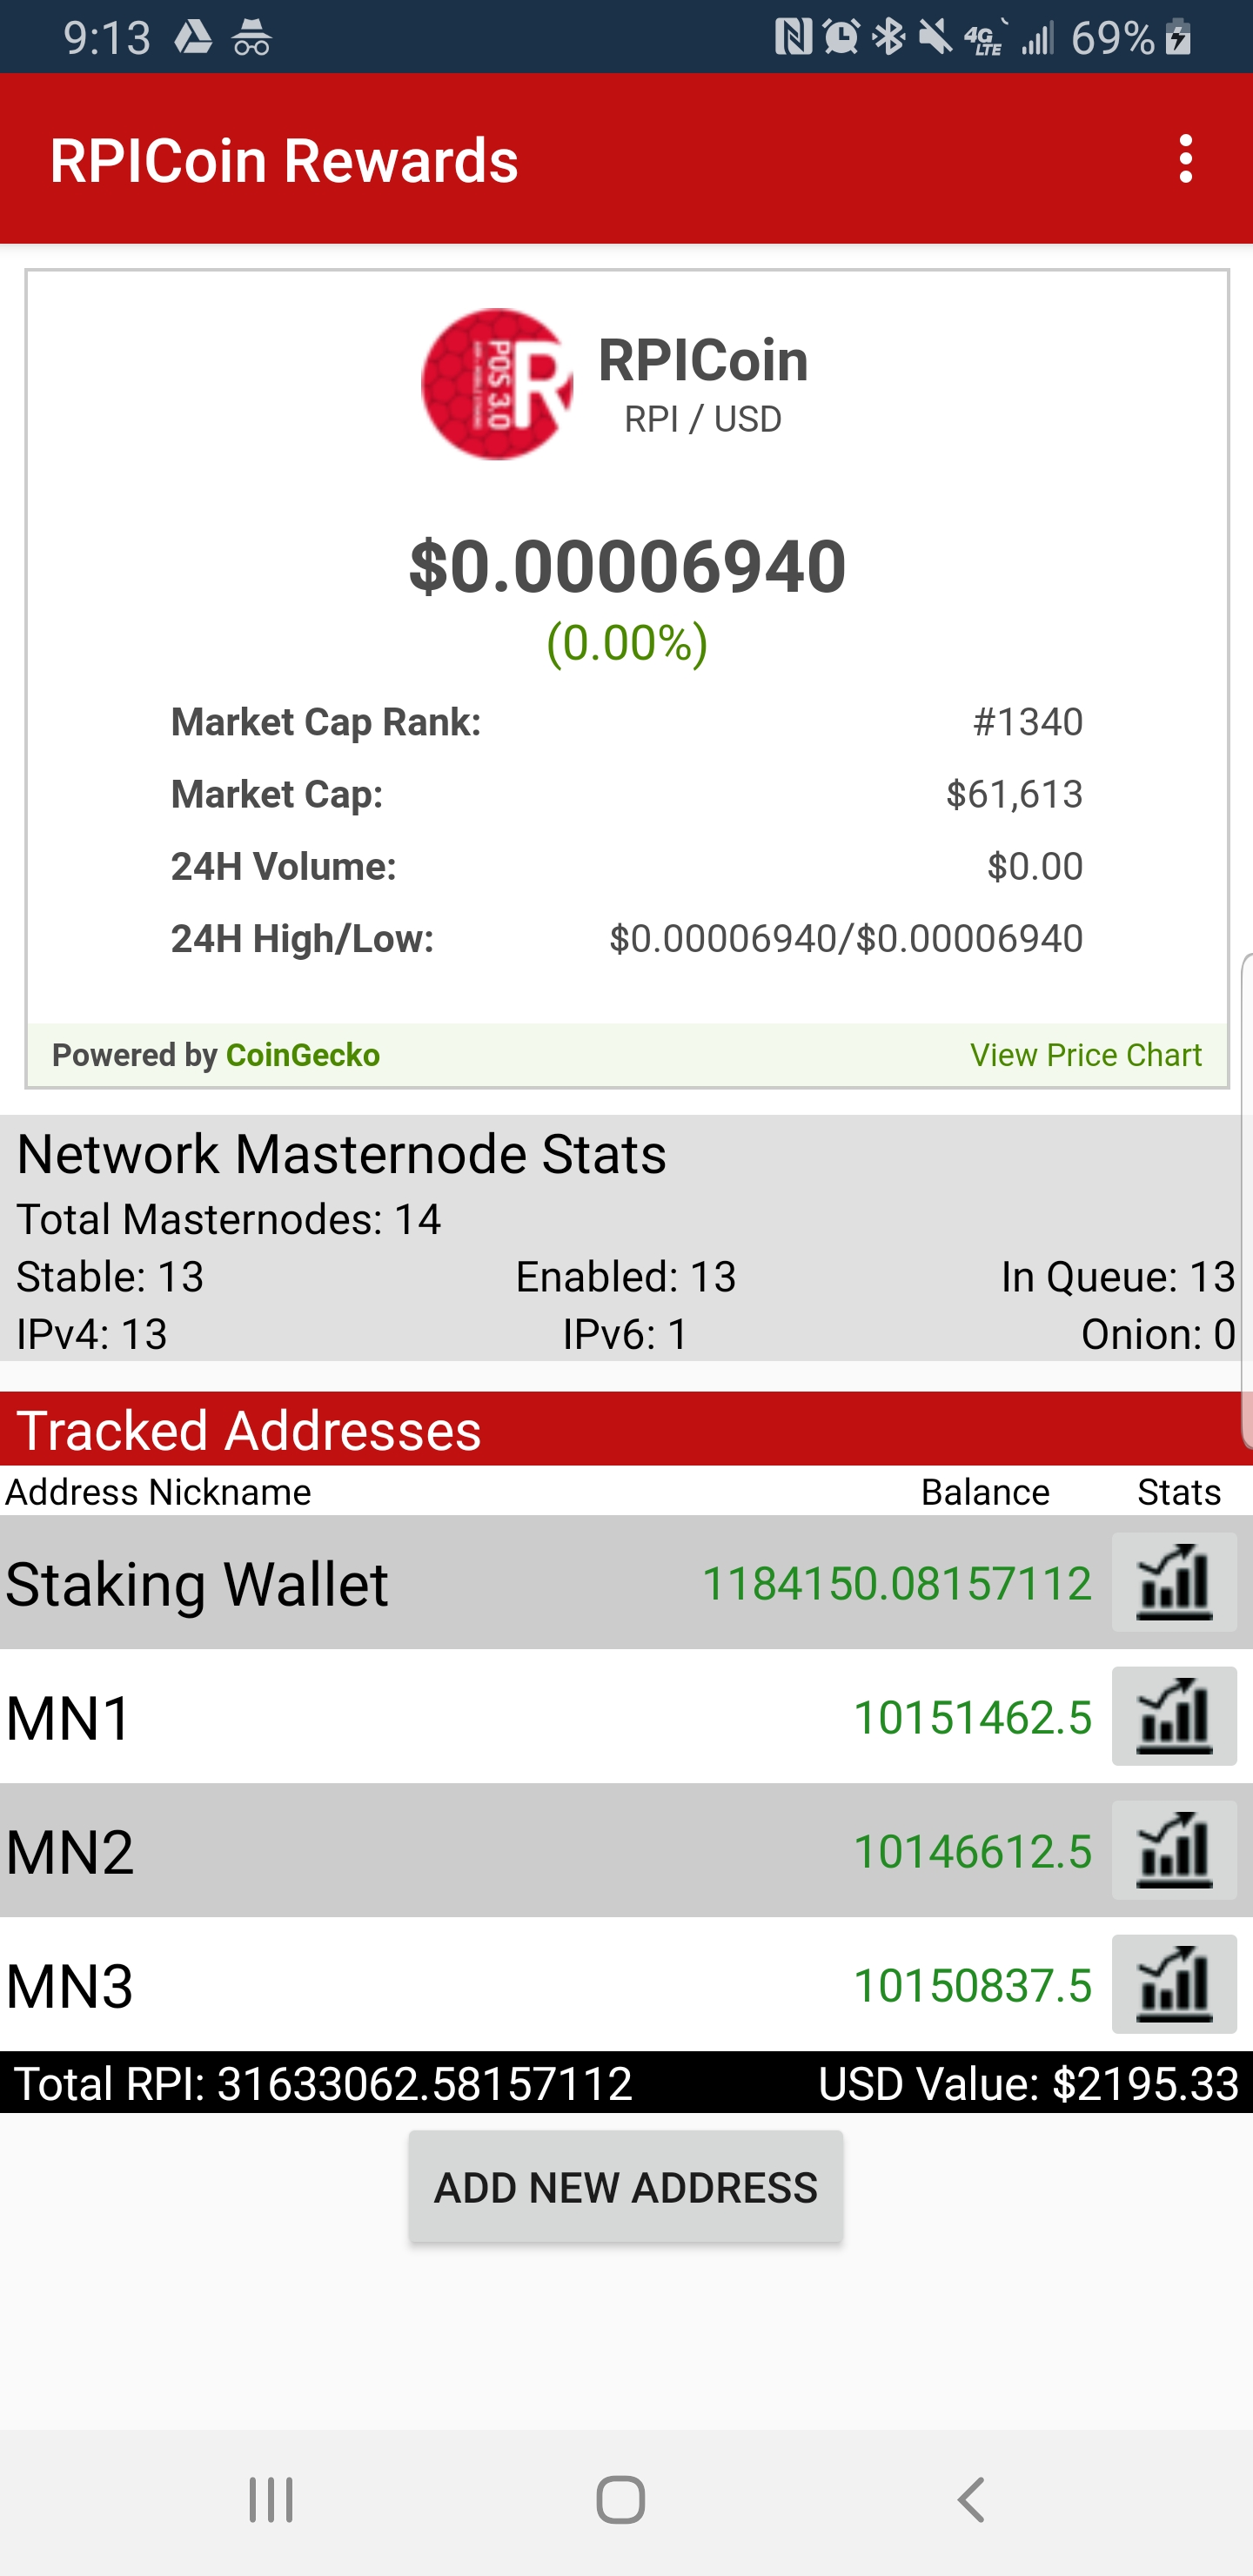 9:13 4G LTE 69%
RPICoin Rewards
R POS 3.0
RPICoin
RPI / USD
$0.00006940
(0.00%)
Market Cap Rank: #1340
Market Cap: $61,613
24H Volume: $0.00
24H High/Low: $0.00006940/$0.00006940
Powered by CoinGecko View Price Chart
Network Masternode Stats
Total Masternodes: 14
Stable: 13 Enabled: 13 In Queue: 13
IPv4: 13 IPv6: 1 Onion: 0
Tracked Addresses
Address Nickname Balance Stats
Staking Wallet 1184150.08157112
MN1 10151462.5
MN2 10146612.5
MN3 10150837.5
Total RPI: 31633062.58157112 USD Value: $2195.33
ADD NEW ADDRESS